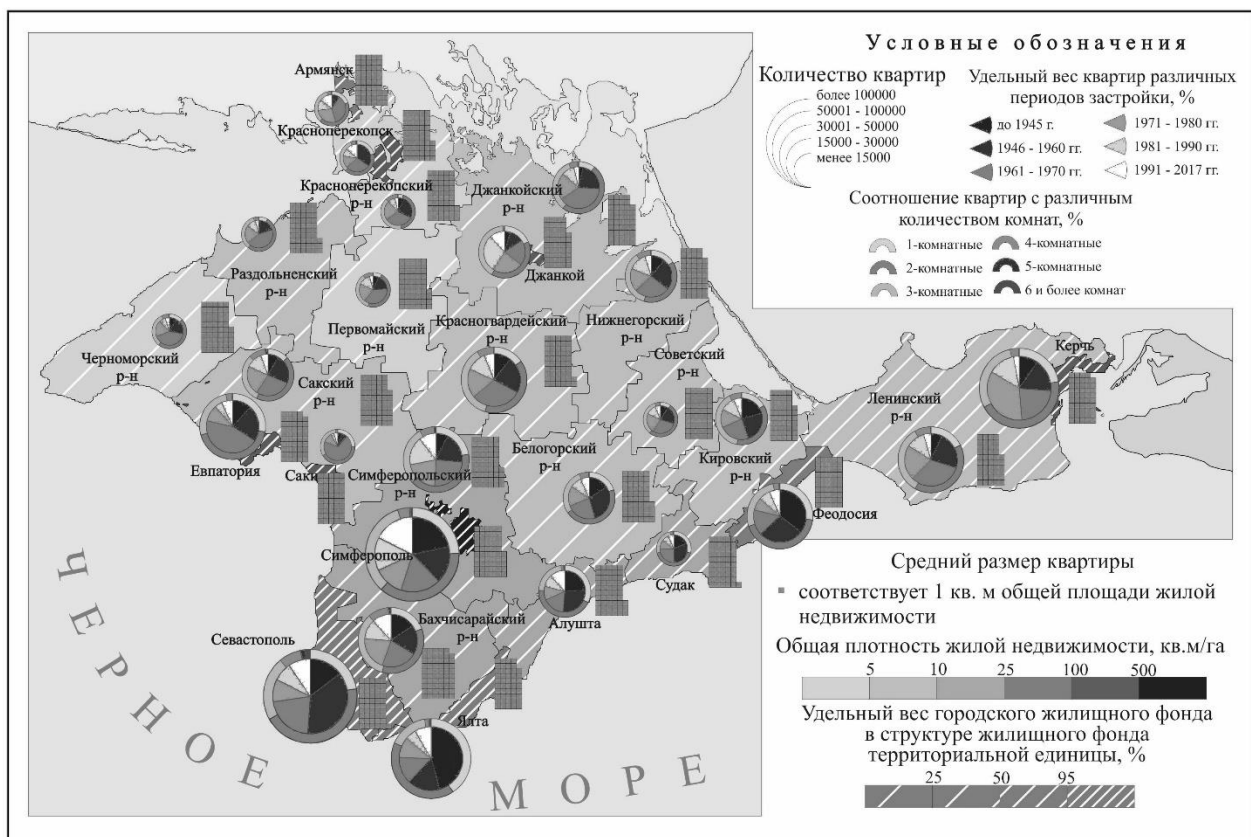 Условные обозначения
Количество квартир
более 100000
50001 - 100000
30001 - 50000
15000 - 30000
менее 15000
Удельный вес квартир различных
периодов застройки, %
до 1945 г.
1946 - 1960 гг.
1961 - 1970 гг.
1971 - 1980 гг.
1981 - 1990 гг.
1991 - 2017 гг.
Соотношение квартир с различным
количеством комнат, %
1-комнатные
2-комнатные
3-комнатные
4-комнатные
5-комнатные
6 и более комнат
Армянск
Красноперекопск
Красноперекопский
р-н
Джанкойский
р-н
Джанкой
Раздольненский
р-н
Первомайский
р-н
Красногвардейский
р-н
Нижнегорский
р-н
Советский
р-н
Черноморский
р-н
Сакский
р-н
Евпатория
Саки
Симферопольский
р-н
Белогорский
р-н
Кировский
р-н
Ленинский
р-н
Керчь
Феодосия
Симферополь
Судак
Алушта
Бахчисарайский
р-н
Севастополь
Ялта
ЧЕРНОЕ
МОРЕ
Средний размер квартиры
соответствует 1 кв. м общей площади жилой
недвижимости
Общая плотность жилой недвижимости, кв.м/га
5 10 25 100 500
Удельный вес городского жилищного фонда
в структуре жилищного фонда
территориальной единицы, %
25 50 95